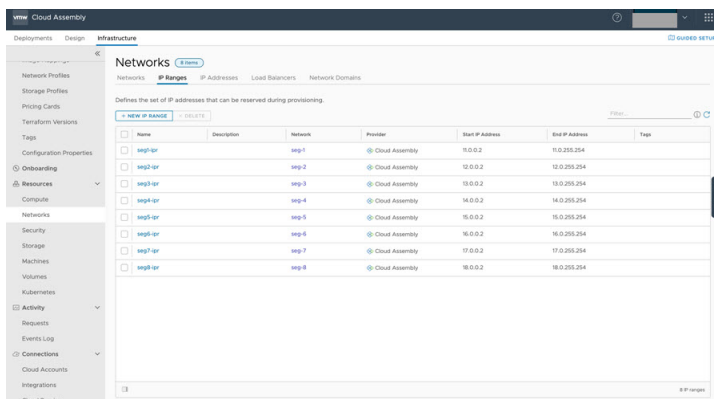 vmw Cloud Assembly
Deployments Design Infrastructure GUIDED SETUP
Network Profiles
Storage Profiles
Pricing Cards
Terraform Versions
Tags
Configuration Properties
Onboarding
Resources
Compute
Networks
Security
Storage
Machines
Volumes
Kubernetes
Activity
Requests
Events Log
Connections
Cloud Accounts
Integrations
Networks 8 items
Networks IP Ranges IP Addresses Load Balancers Network Domains
Defines the set of IP addresses that can be reserved during provisioning.
+ NEW IP RANGE × DELETE Filter...
Name Description Network Provider Start IP Address End IP Address Tags
seg1-ipr seg-1 Cloud Assembly 11.0.0.2 11.0.255.254
seg2-ipr seg-2 Cloud Assembly 12.0.0.2 12.0.255.254
seg3-ipr seg-3 Cloud Assembly 13.0.0.2 13.0.255.254
seg4-ipr seg-4 Cloud Assembly 14.0.0.2 14.0.255.254
seg5-ipr seg-5 Cloud Assembly 15.0.0.2 15.0.255.254
seg6-ipr seg-6 Cloud Assembly 16.0.0.2 16.0.255.254
seg7-ipr seg-7 Cloud Assembly 17.0.0.2 17.0.255.254
seg8-ipr seg-8 Cloud Assembly 18.0.0.2 18.0.255.254
8 IP ranges